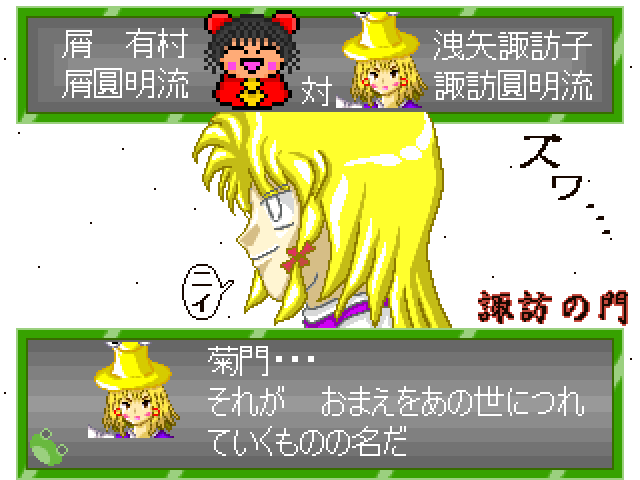 屑　有村
屑圓明流
対
洩矢諏訪子
諏訪圓明流
ズワ・・・
ニィ
諏訪の門
菊門・・・
それが　おまえをあの世につれ
ていくものの名だ